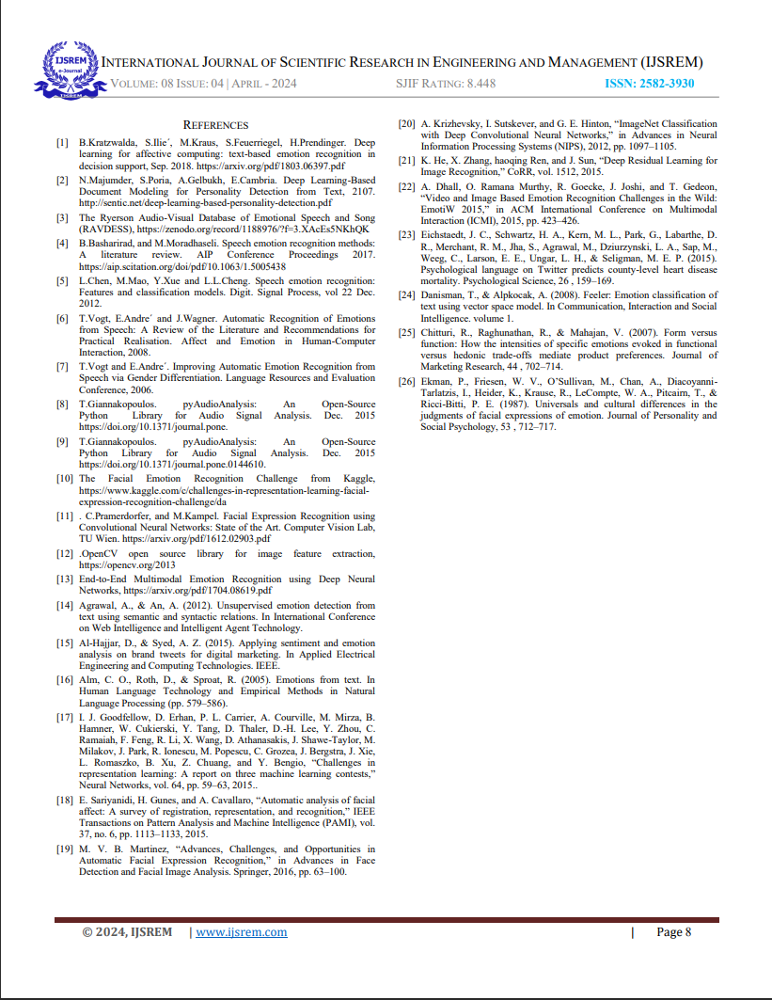 IJSREM
e-Journal
IJSREM
INTERNATIONAL JOURNAL OF SCIENTIFIC RESEARCH IN ENGINEERING AND MANAGEMENT (IJSREM)
VOLUME: 08 ISSUE: 04 | APRIL - 2024 SJIF RATING: 8.448 ISSN: 2582-3930
REFERENCES
[1] B.Kratzwalda, S.Ilie´, M.Kraus, S.Feuerriegel, H.Prendinger. Deep
learning for affective computing: text-based emotion recognition in
decision support, Sep. 2018. https://arxiv.org/pdf/1803.06397.pdf
[2] N.Majumder, S.Poria, A.Gelbukh, E.Cambria. Deep Learning-Based
Document Modeling for Personality Detection from Text, 2107.
http://sentic.net/deep-learning-based-personality-detection.pdf
[3] The Ryerson Audio-Visual Database of Emotional Speech and Song
(RAVDESS), https://zenodo.org/record/1188976/?f=3.XAcEs5NKhQK
[4] B.Basharirad, and M.Moradhaseli. Speech emotion recognition methods:
A literature review. AIP Conference Proceedings 2017.
https://aip.scitation.org/doi/pdf/10.1063/1.5005438
[5] L.Chen, M.Mao, Y.Xue and L.L.Cheng. Speech emotion recognition:
Features and classification models. Digit. Signal Process, vol 22 Dec.
2012.
[6] T.Vogt, E.Andre´ and J.Wagner. Automatic Recognition of Emotions
from Speech: A Review of the Literature and Recommendations for
Practical Realisation. Affect and Emotion in Human-Computer
Interaction, 2008.
[7] T.Vogt and E.Andre´. Improving Automatic Emotion Recognition from
Speech via Gender Differentiation. Language Resources and Evaluation
Conference, 2006.
[8] T.Giannakopoulos. pyAudioAnalysis: An Open-Source
Python Library for Audio Signal Analysis. Dec. 2015
https://doi.org/10.1371/journal.pone.
[9] T.Giannakopoulos. pyAudioAnalysis: An Open-Source
Python Library for Audio Signal Analysis. Dec. 2015
https://doi.org/10.1371/journal.pone.0144610.
[10] The Facial Emotion Recognition Challenge from Kaggle,
https://www.kaggle.com/c/challenges-in-representation-learning-facial-
expression-recognition-challenge/da
[11] . C.Pramerdorfer, and M.Kampel. Facial Expression Recognition using
Convolutional Neural Networks: State of the Art. Computer Vision Lab,
TU Wien. https://arxiv.org/pdf/1612.02903.pdf
[12] .OpenCV open source library for image feature extraction,
https://opencv.org/2013
[13] End-to-End Multimodal Emotion Recognition using Deep Neural
Networks, https://arxiv.org/pdf/1704.08619.pdf
[14] Agrawal, A., & An, A. (2012). Unsupervised emotion detection from
text using semantic and syntactic relations. In International Conference
on Web Intelligence and Intelligent Agent Technology.
[15] Al-Hajjar, D., & Syed, A. Z. (2015). Applying sentiment and emotion
analysis on brand tweets for digital marketing. In Applied Electrical
Engineering and Computing Technologies. IEEE.
[16] Alm, C. O., Roth, D., & Sproat, R. (2005). Emotions from text. In
Human Language Technology and Empirical Methods in Natural
Language Processing (pp. 579–586).
[17] I. J. Goodfellow, D. Erhan, P. L. Carrier, A. Courville, M. Mirza, B.
Hamner, W. Cukierski, Y. Tang, D. Thaler, D.-H. Lee, Y. Zhou, C.
Ramaiah, F. Feng, R. Li, X. Wang, D. Athanasakis, J. Shawe-Taylor, M.
Milakov, J. Park, R. Ionescu, M. Popescu, C. Grozea, J. Bergstra, J. Xie,
L. Romaszko, B. Xu, Z. Chuang, and Y. Bengio, “Challenges in
representation learning: A report on three machine learning contests,”
Neural Networks, vol. 64, pp. 59–63, 2015..
[18] E. Sariyanidi, H. Gunes, and A. Cavallaro, “Automatic analysis of facial
affect: A survey of registration, representation, and recognition,” IEEE
Transactions on Pattern Analysis and Machine Intelligence (PAMI), vol.
37, no. 6, pp. 1113–1133, 2015.
[19] M. V. B. Martinez, “Advances, Challenges, and Opportunities in
Automatic Facial Expression Recognition,” in Advances in Face
Detection and Facial Image Analysis. Springer, 2016, pp. 63–100.
[20] A. Krizhevsky, I. Sutskever, and G. E. Hinton, “ImageNet Classification
with Deep Convolutional Neural Networks,” in Advances in Neural
Information Processing Systems (NIPS), 2012, pp. 1097–1105.
[21] K. He, X. Zhang, haoqing Ren, and J. Sun, “Deep Residual Learning for
Image Recognition,” CoRR, vol. 1512, 2015.
[22] A. Dhall, O. Ramana Murthy, R. Goecke, J. Joshi, and T. Gedeon,
“Video and Image Based Emotion Recognition Challenges in the Wild:
EmotiW 2015,” in ACM International Conference on Multimodal
Interaction (ICMI), 2015, pp. 423–426.
[23] Eichstaedt, J. C., Schwartz, H. A., Kern, M. L., Park, G., Labarthe, D.
R., Merchant, R. M., Jha, S., Agrawal, M., Dziurzynski, L. A., Sap, M.,
Weeg, C., Larson, E. E., Ungar, L. H., & Seligman, M. E. P. (2015).
Psychological language on Twitter predicts county-level heart disease
mortality. Psychological Science, 26 , 159–169.
[24] Danisman, T., & Alpkocak, A. (2008). Feeler: Emotion classification of
text using vector space model. In Communication, Interaction and Social
Intelligence. volume 1.
[25] Chitturi, R., Raghunathan, R., & Mahajan, V. (2007). Form versus
function: How the intensities of specific emotions evoked in functional
versus hedonic trade-offs mediate product preferences. Journal of
Marketing Research, 44 , 702–714.
[26] Ekman, P., Friesen, W. V., O’Sullivan, M., Chan, A., Diacoyanni-
Tarlatzis, I., Heider, K., Krause, R., LeCompte, W. A., Pitcairn, T., &
Ricci-Bitti, P. E. (1987). Universals and cultural differences in the
judgments of facial expressions of emotion. Journal of Personality and
Social Psychology, 53 , 712–717.
© 2024, IJSREM | www.ijsrem.com | Page 8